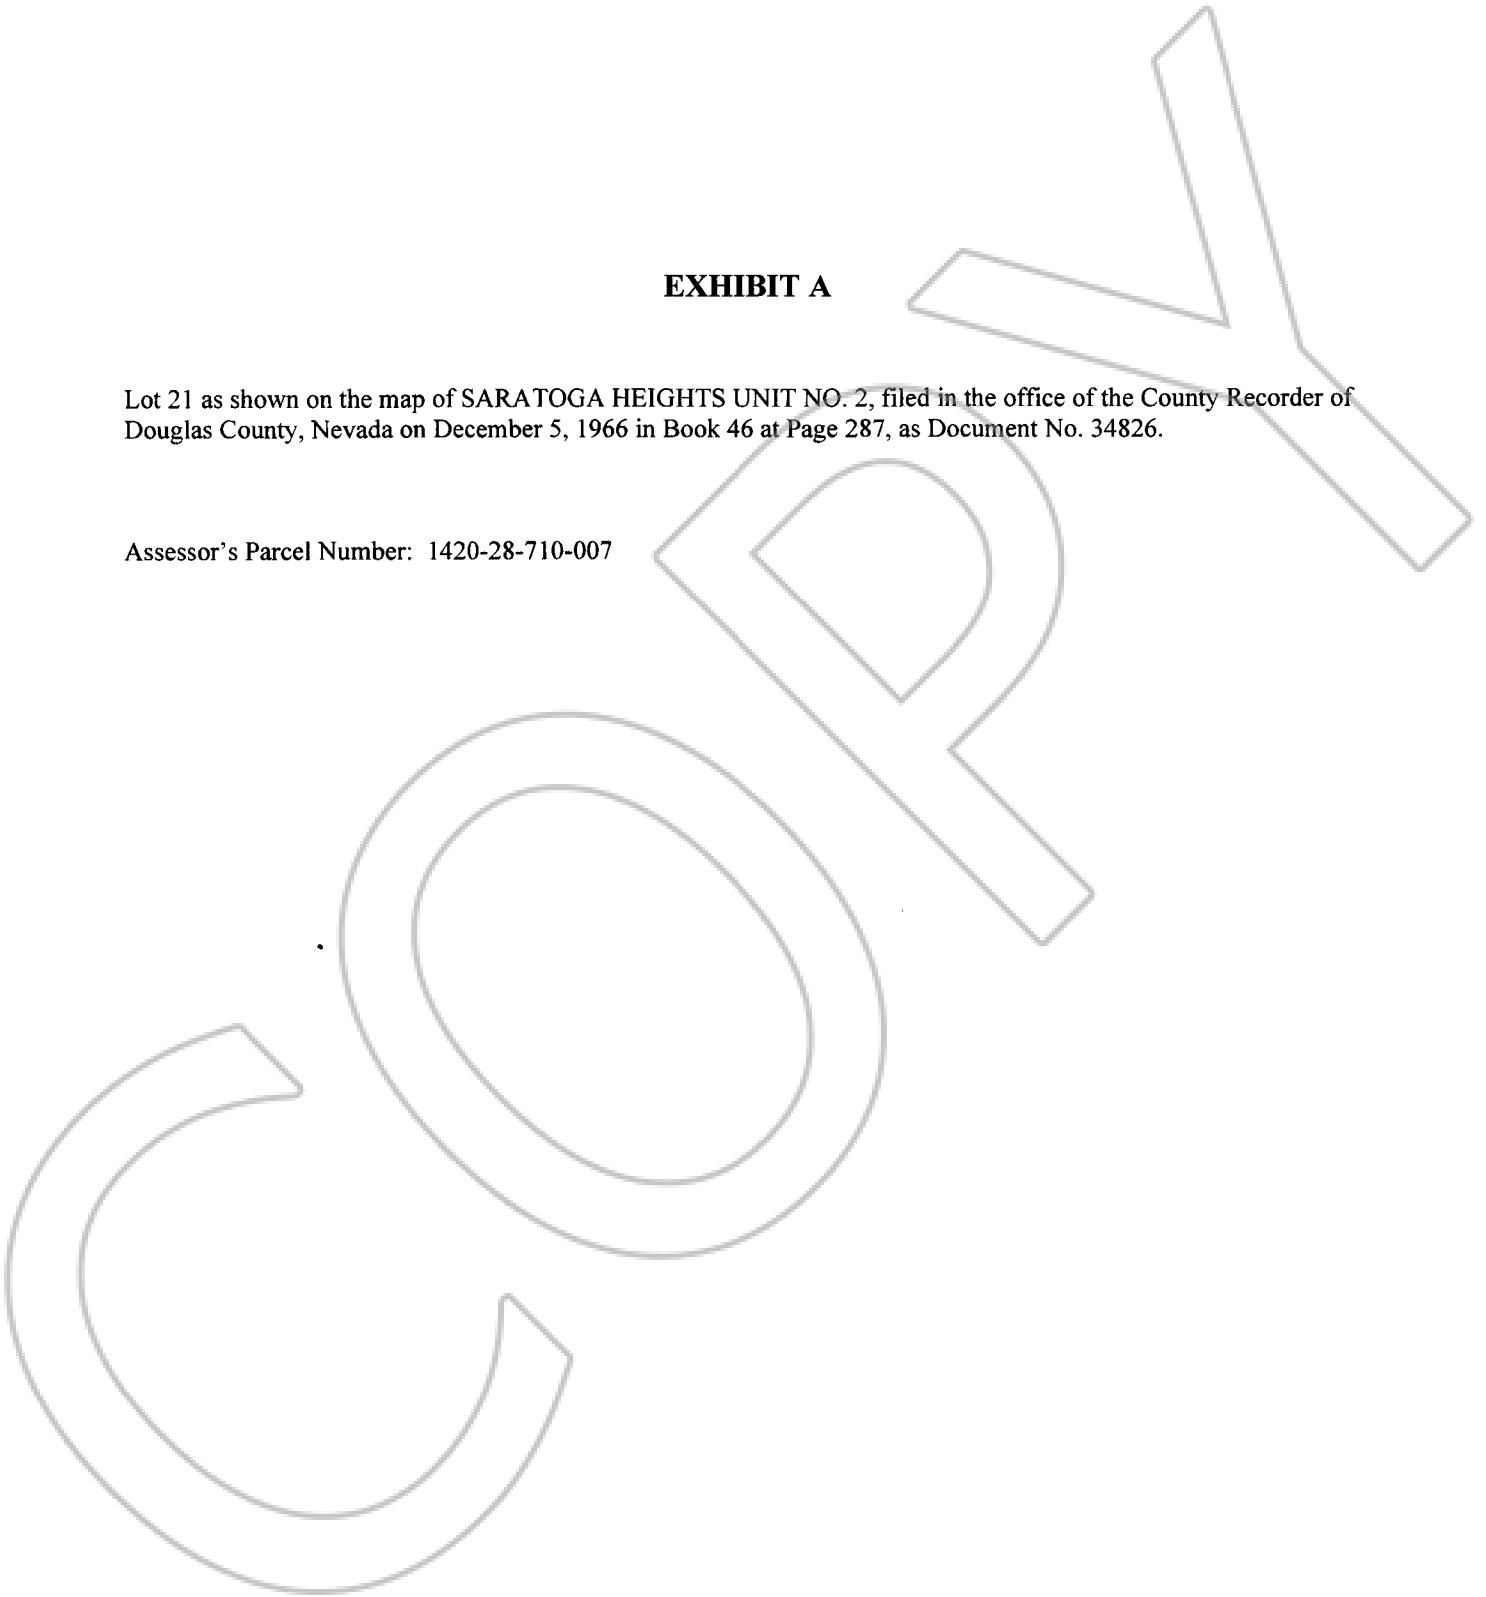 EXHIBIT A
Lot 21 as shown on the map of SARATOGA HEIGHTS UNIT NO. 2, filed in the office of the County Recorder of
Douglas County, Nevada on December 5, 1966 in Book 46 at Page 287, as Document No. 34826.
Assessor's Parcel Number: 1420-28-710-007
COPY